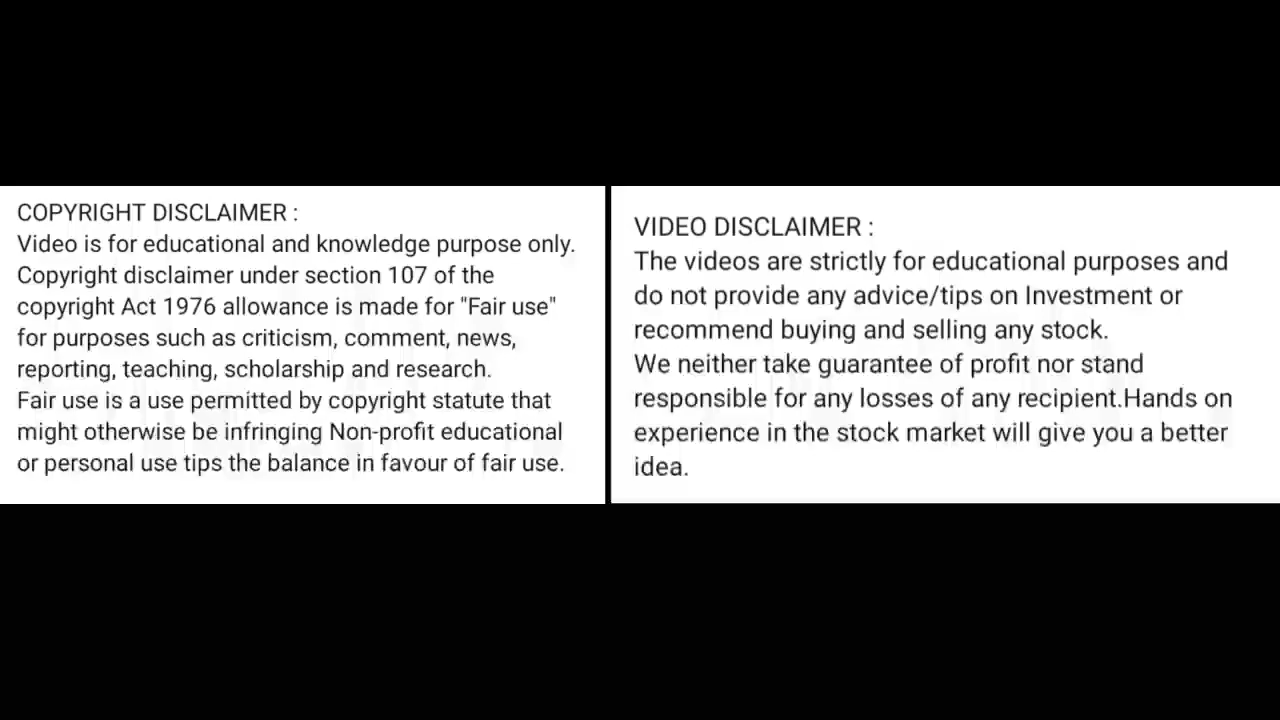 COPYRIGHT DISCLAIMER :
Video is for educational and knowledge purpose only.
Copyright disclaimer under section 107 of the
copyright Act 1976 allowance is made for "Fair use"
for purposes such as criticism, comment, news,
reporting, teaching, scholarship and research.
Fair use is a use permitted by copyright statute that
might otherwise be infringing Non-profit educational
or personal use tips the balance in favour of fair use.
VIDEO DISCLAIMER :
The videos are strictly for educational purposes and
do not provide any advice/tips on Investment or
recommend buying and selling any stock.
We neither take guarantee of profit nor stand
responsible for any losses of any recipient.Hands on
experience in the stock market will give you a better
idea.